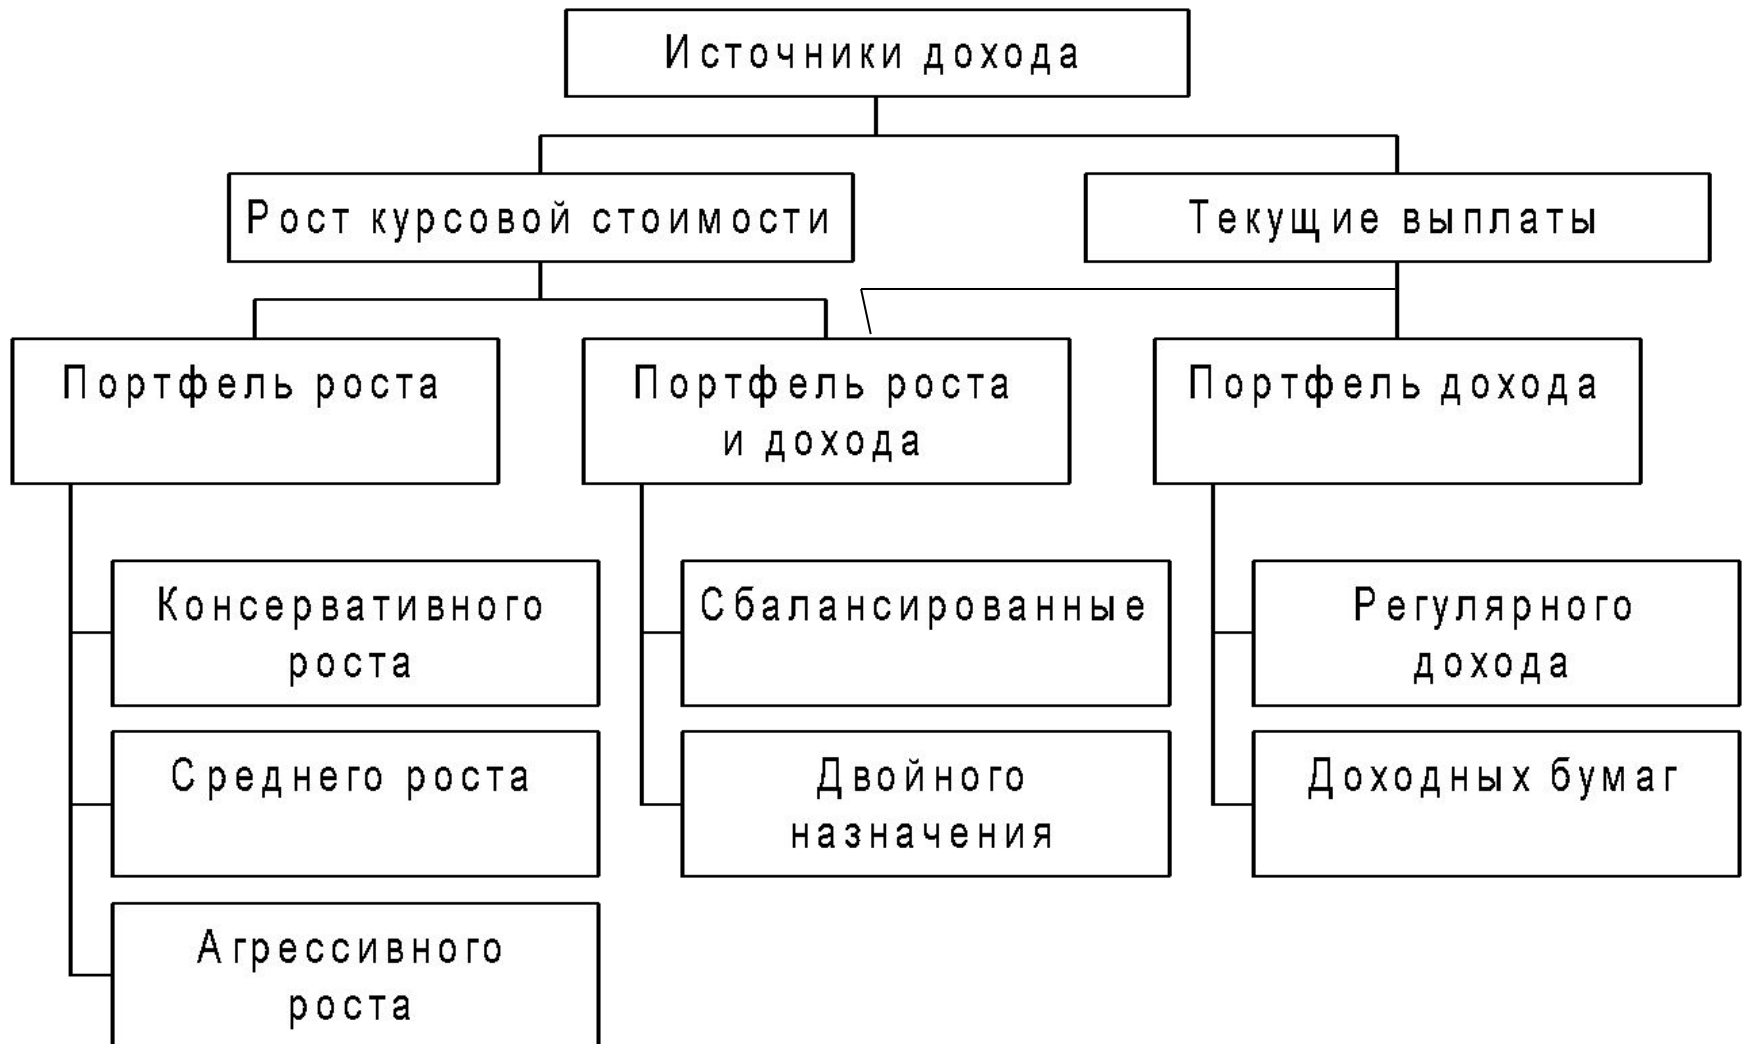 Источники дохода
Рост курсовой стоимости
Текущие выплаты
Портфель роста
Портфель роста
и дохода
Портфель дохода
Консервативного
роста
Сбалансированные
Регулярного
дохода
Среднего роста
Двойного
назначения
Доходных бумаг
Агрессивного
роста